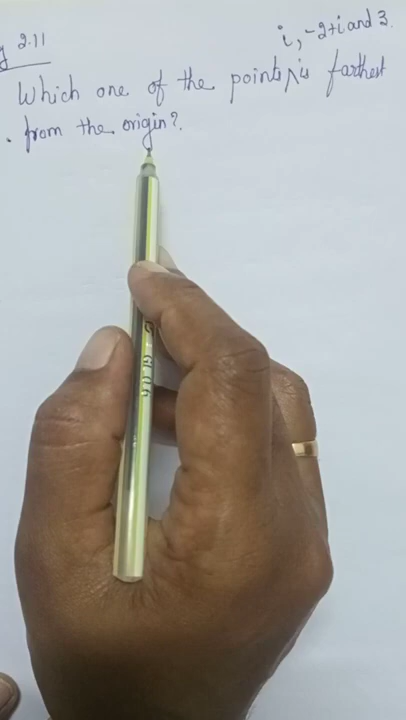 2.11
i, -2+i and 3.
Which one of the points is farthest
from the origin?